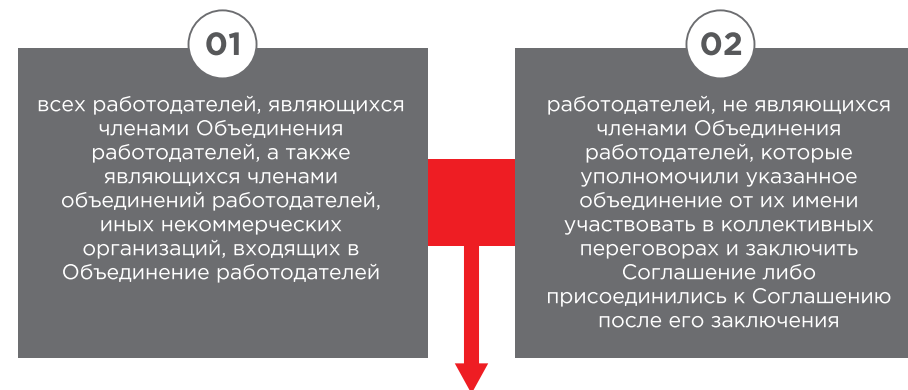 01
всех работодателей, являющихся
членами Объединения
работодателей, а также
являющихся членами
объединений работодателей,
иных некоммерческих
организаций, входящих в
Объединение работодателей
02
работодателей, не являющихся
членами Объединения
работодателей, которые
уполномочили указанное
объединение от их имени
участвовать в коллективных
переговорах и заключить
Соглашение либо
присоединились к Соглашению
после его заключения